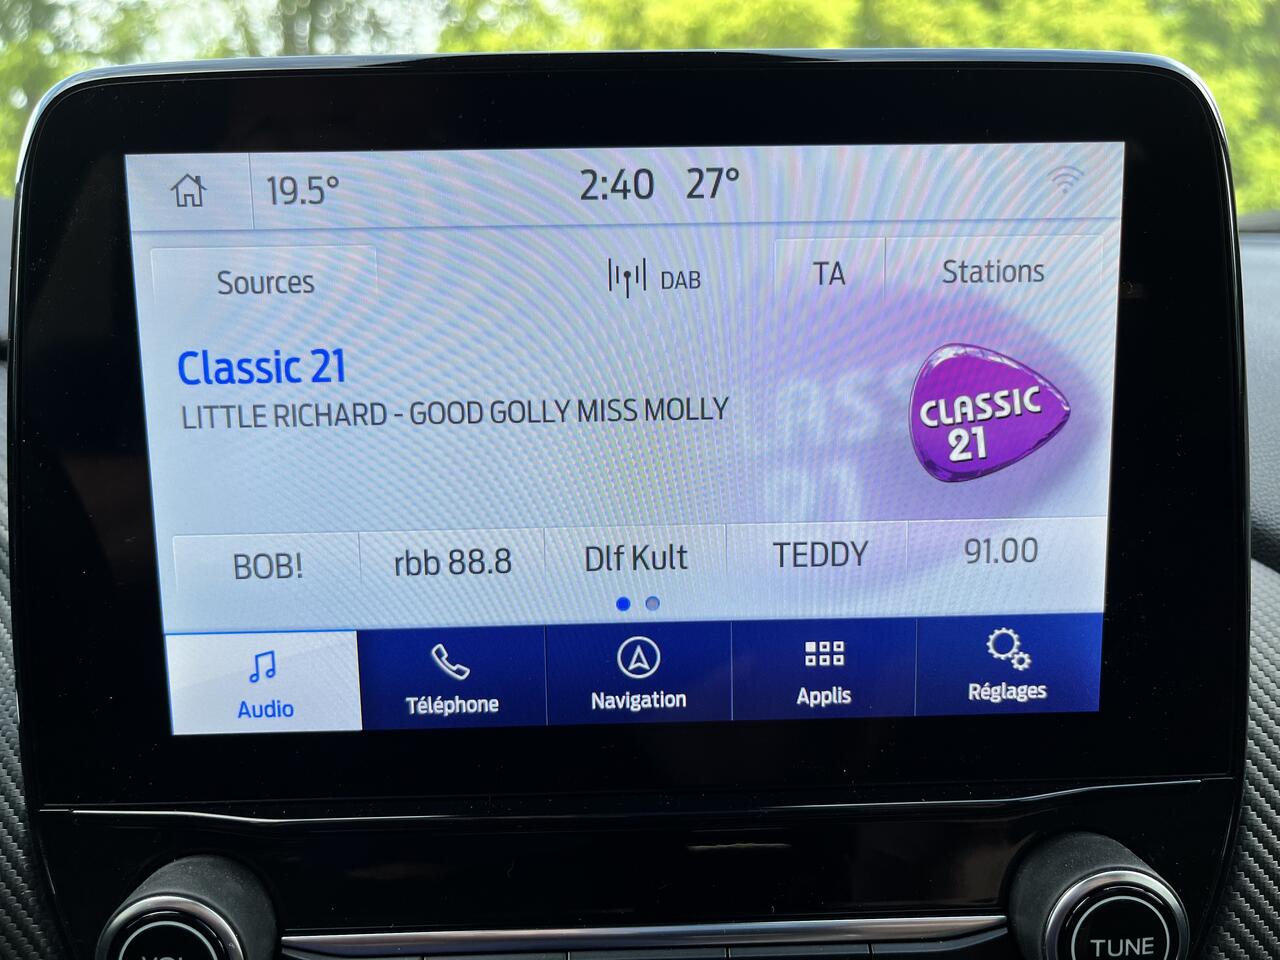 19.5° 2:40 27°
Sources DAB TA Stations
Classic 21
LITTLE RICHARD - GOOD GOLLY MISS MOLLY
CLASSIC
21
BOB! rbb 88.8 Dlf Kult TEDDY 91.00
Audio Téléphone Navigation Applis Réglages
TUNE